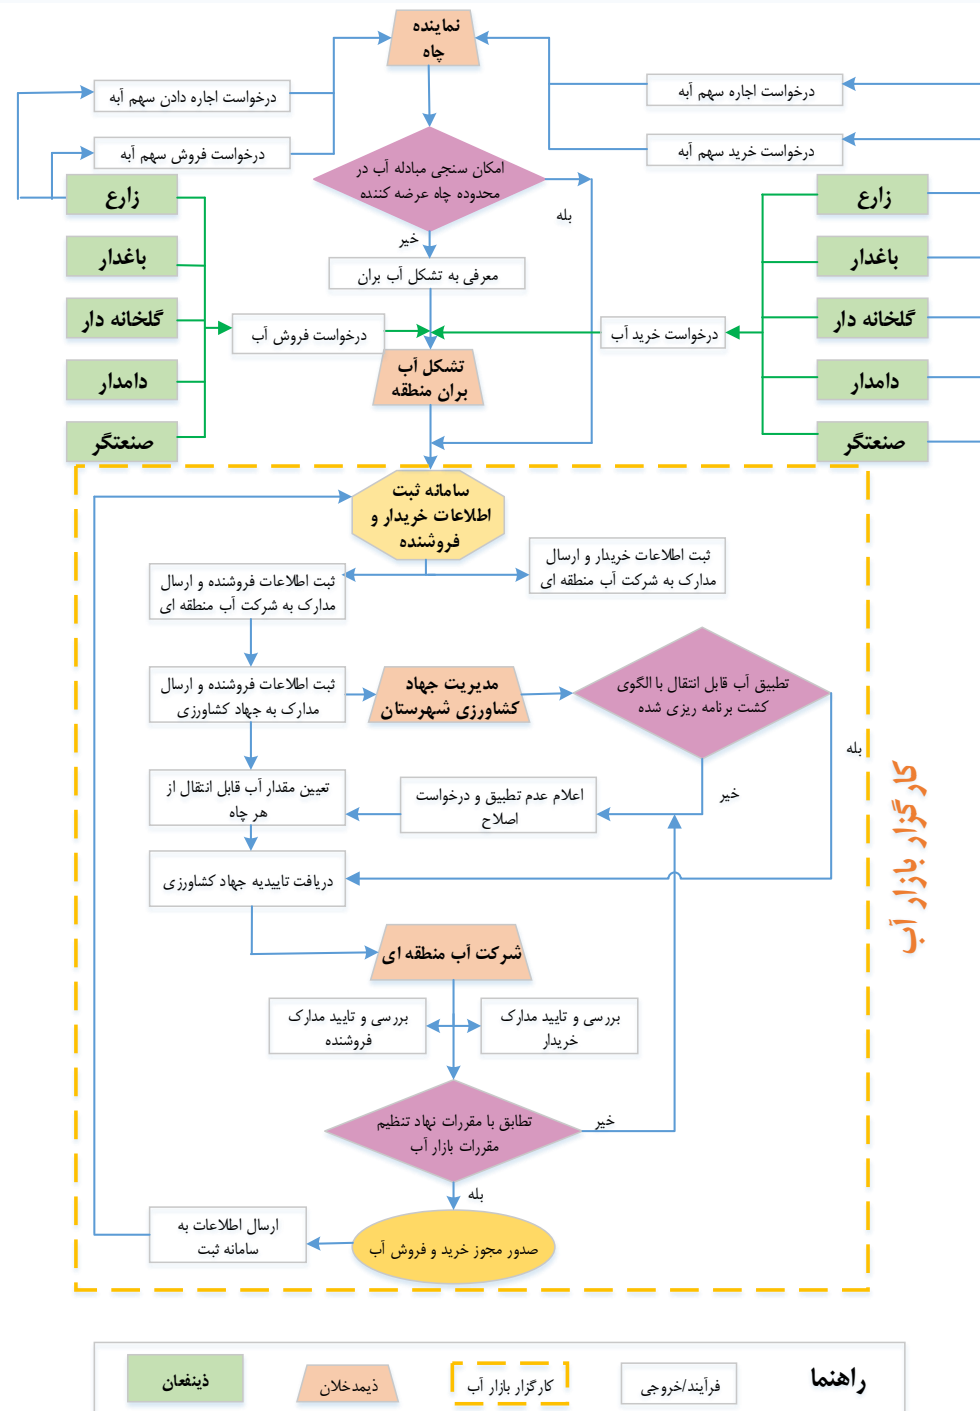 نماینده
چاه
درخواست اجاره سهم آبه
درخواست اجاره دادن سهم آبه
درخواست خرید سهم آبه
درخواست فروش سهم آبه
امکان سنجی مبادله آب در
محدوده چاه عرضه کننده
بله
خیر
معرفی به تشکل آب بران
زارع
باغدار
گلخانه دار
دامدار
صنعتگر
درخواست خرید آب
درخواست فروش آب
زارع
باغدار
گلخانه دار
دامدار
صنعتگر
تشکل آب
بران منطقه
سامانه ثبت
اطلاعات خریدار و
فروشنده
ثبت اطلاعات خریدار و ارسال
مدارک به شرکت آب منطقه ای
ثبت اطلاعات فروشنده و ارسال
مدارک به شرکت آب منطقه ای
ثبت اطلاعات فروشنده و ارسال
مدارک به جهاد کشاورزی
مدیریت جهاد
کشاورزی شهرستان
تطبیق آب قابل انتقال با الگوی
کشت برنامه ریزی شده
بله
خیر
اعلام عدم تطبیق و درخواست
اصلاح
تعیین مقدار آب قابل انتقال از
هر چاه
دریافت تاییدیه جهاد کشاورزی
کارگزار بازار آب
شرکت آب منطقه ای
بررسی و تایید مدارک
خریدار
بررسی و تایید مدارک
فروشنده
تطابق با مقررات نهاد تنظیم
مقررات بازار آب
خیر
بله
صدور مجوز خرید و فروش آب
ارسال اطلاعات به
سامانه ثبت
راهنما
فرآیند/خروجی
کارگزار بازار آب
ذیمدخلان
ذینفعان